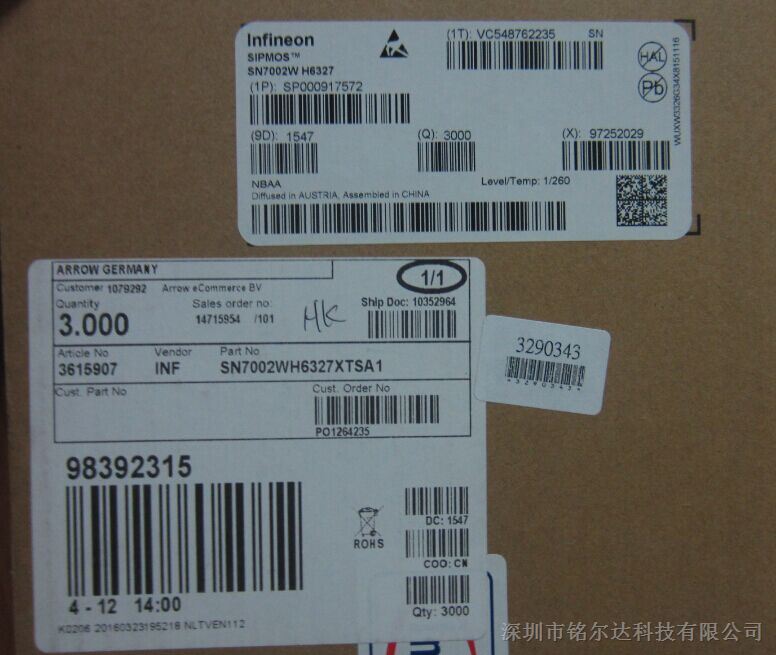 Infineon
SIPMOS™
SN7002W H6327
(1P): SP000917572
(1T): VC548762235 SN
HAL
Pb
WUXW3326G34X8151116
(9D): 1547
(Q): 3000
(X): 97252029
NBAA
Level/Temp: 1/260
Diffused in AUSTRIA, Assembled in CHINA
ARROW GERMANY
1/1
Customer 1079292 Arrow eCommerce BV
Quantity
3.000
Sales order no:
14715954 /101
HK
Ship Doc: 10352964
Article No
3615907
Vendor
INF
Part No
SN7002WH6327XTSA1
Cust. Part No
Cust. Order No
PO1264235
3290343
*3290343*
98392315
4 - 12 14:00
ROHS
DC: 1547
COO: CN
Qty: 3000
K0206 20160323195218 NLTVEN112
深圳市铭尔达科技有限公司